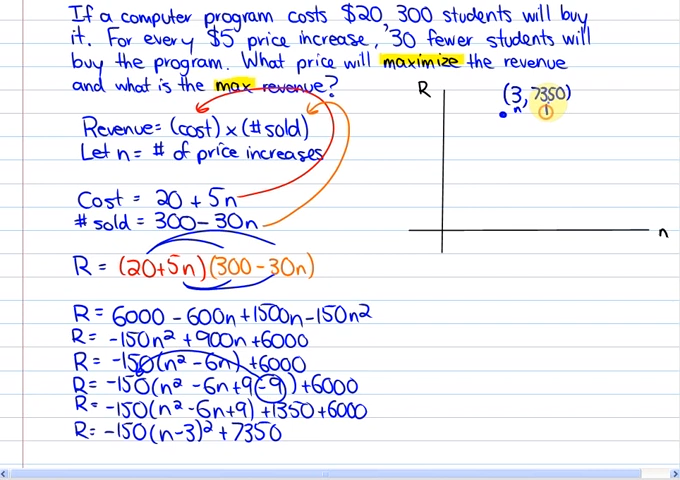 If a computer program costs $20, 300 students will buy
it. For every $5 price increase, 30 fewer students will
buy the program. What price will maximize the revenue
and what is the max revenue?
R
(3, 7350)
n
Revenue = (cost) x (# sold)
Let n = # of price increases
Cost = 20 + 5n
# sold = 300 - 30n
n
R = (20+5n)(300-30n)
R = 6000 - 600n + 1500n - 150n²
R = -150n² + 900n + 6000
R = -150(n² - 6n) + 6000
R = -150(n² - 6n + 9 - 9) + 6000
R = -150(n² - 6n + 9) + 1350 + 6000
R = -150(n-3)² + 7350